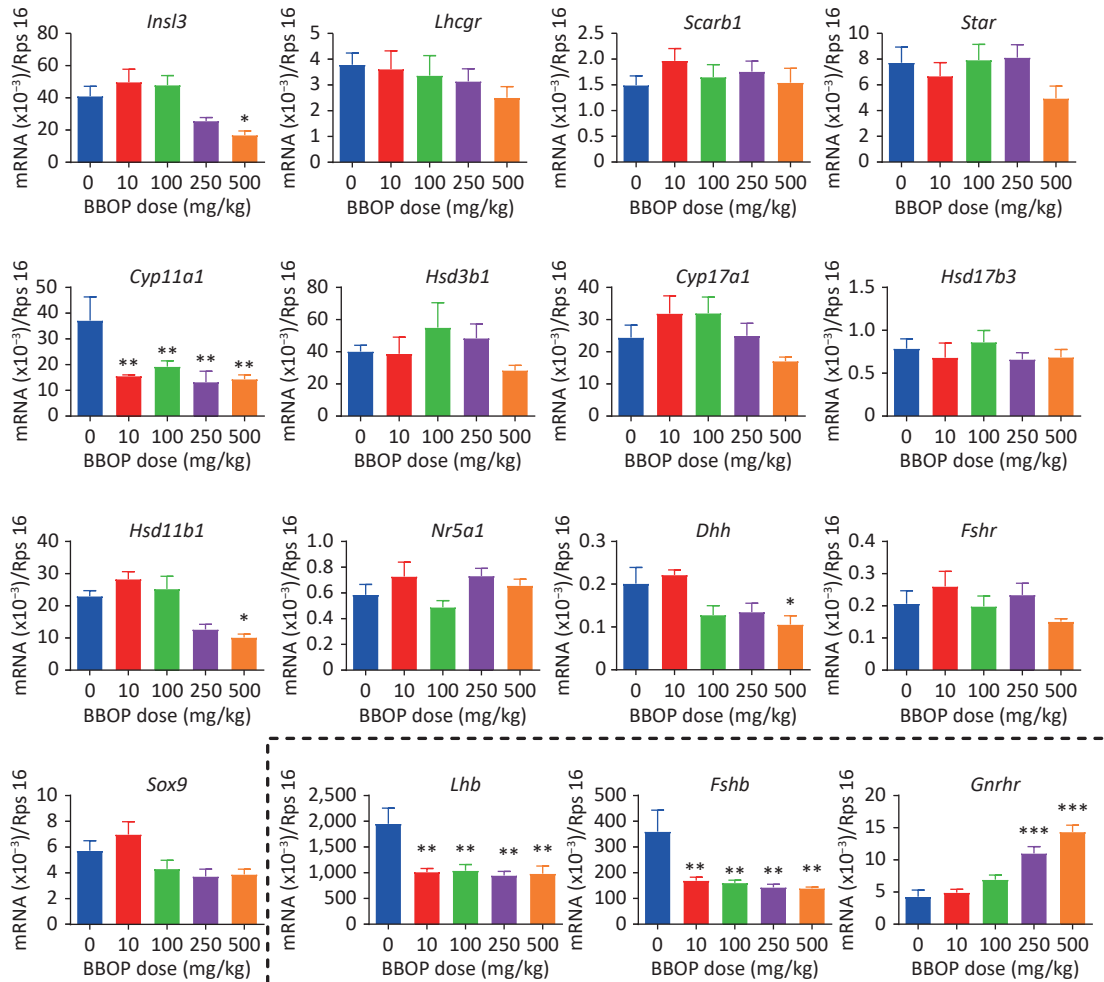 Insl3
mRNA (x10⁻³)/Rps 16
80
60
40
20
0
*
0 10 100 250 500
BBOP dose (mg/kg)
Lhcgr
mRNA (x10⁻³)/Rps 16
5
4
3
2
1
0
0 10 100 250 500
BBOP dose (mg/kg)
Scarb1
mRNA (x10⁻³)/Rps 16
2.5
2.0
1.5
1.0
0.5
0
0 10 100 250 500
BBOP dose (mg/kg)
Star
mRNA (x10⁻³)/Rps 16
10
8
6
4
2
0
0 10 100 250 500
BBOP dose (mg/kg)
Cyp11a1
mRNA (x10⁻³)/Rps 16
50
40
30
20
10
0
** ** ** **
0 10 100 250 500
BBOP dose (mg/kg)
Hsd3b1
mRNA (x10⁻³)/Rps 16
80
60
40
20
0
0 10 100 250 500
BBOP dose (mg/kg)
Cyp17a1
mRNA (x10⁻³)/Rps 16
40
30
20
10
0
0 10 100 250 500
BBOP dose (mg/kg)
Hsd17b3
mRNA (x10⁻³)/Rps 16
1.5
1.0
0.5
0
0 10 100 250 500
BBOP dose (mg/kg)
Hsd11b1
mRNA (x10⁻³)/Rps 16
40
30
20
10
0
*
0 10 100 250 500
BBOP dose (mg/kg)
Nr5a1
mRNA (x10⁻³)/Rps 16
1.0
0.8
0.6
0.4
0.2
0
0 10 100 250 500
BBOP dose (mg/kg)
Dhh
mRNA (x10⁻³)/Rps 16
0.3
0.2
0.1
0
*
0 10 100 250 500
BBOP dose (mg/kg)
Fshr
mRNA (x10⁻³)/Rps 16
0.4
0.3
0.2
0.1
0
0 10 100 250 500
BBOP dose (mg/kg)
Sox9
mRNA (x10⁻³)/Rps 16
10
8
6
4
2
0
0 10 100 250 500
BBOP dose (mg/kg)
Lhb
mRNA (x10⁻³)/Rps 16
2,500
2,000
1,500
1,000
500
0
** ** ** **
0 10 100 250 500
BBOP dose (mg/kg)
Fshb
mRNA (x10⁻³)/Rps 16
500
400
300
200
100
0
** ** ** **
0 10 100 250 500
BBOP dose (mg/kg)
Gnrhr
mRNA (x10⁻³)/Rps 16
20
15
10
5
0
*** ***
0 10 100 250 500
BBOP dose (mg/kg)